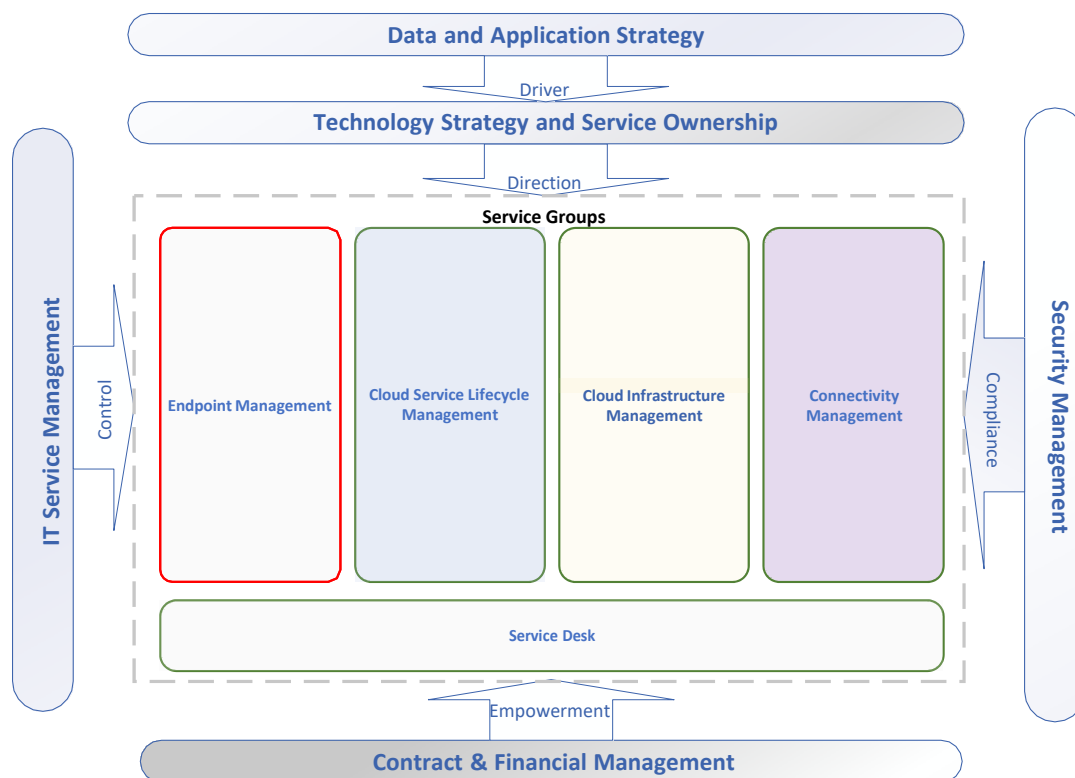 Data and Application Strategy
Driver
Technology Strategy and Service Ownership
Direction
Service Groups
IT Service Management
Control
Endpoint Management
Cloud Service Lifecycle
Management
Cloud Infrastructure
Management
Connectivity
Management
Compliance
Security Management
Service Desk
Empowerment
Contract & Financial Management